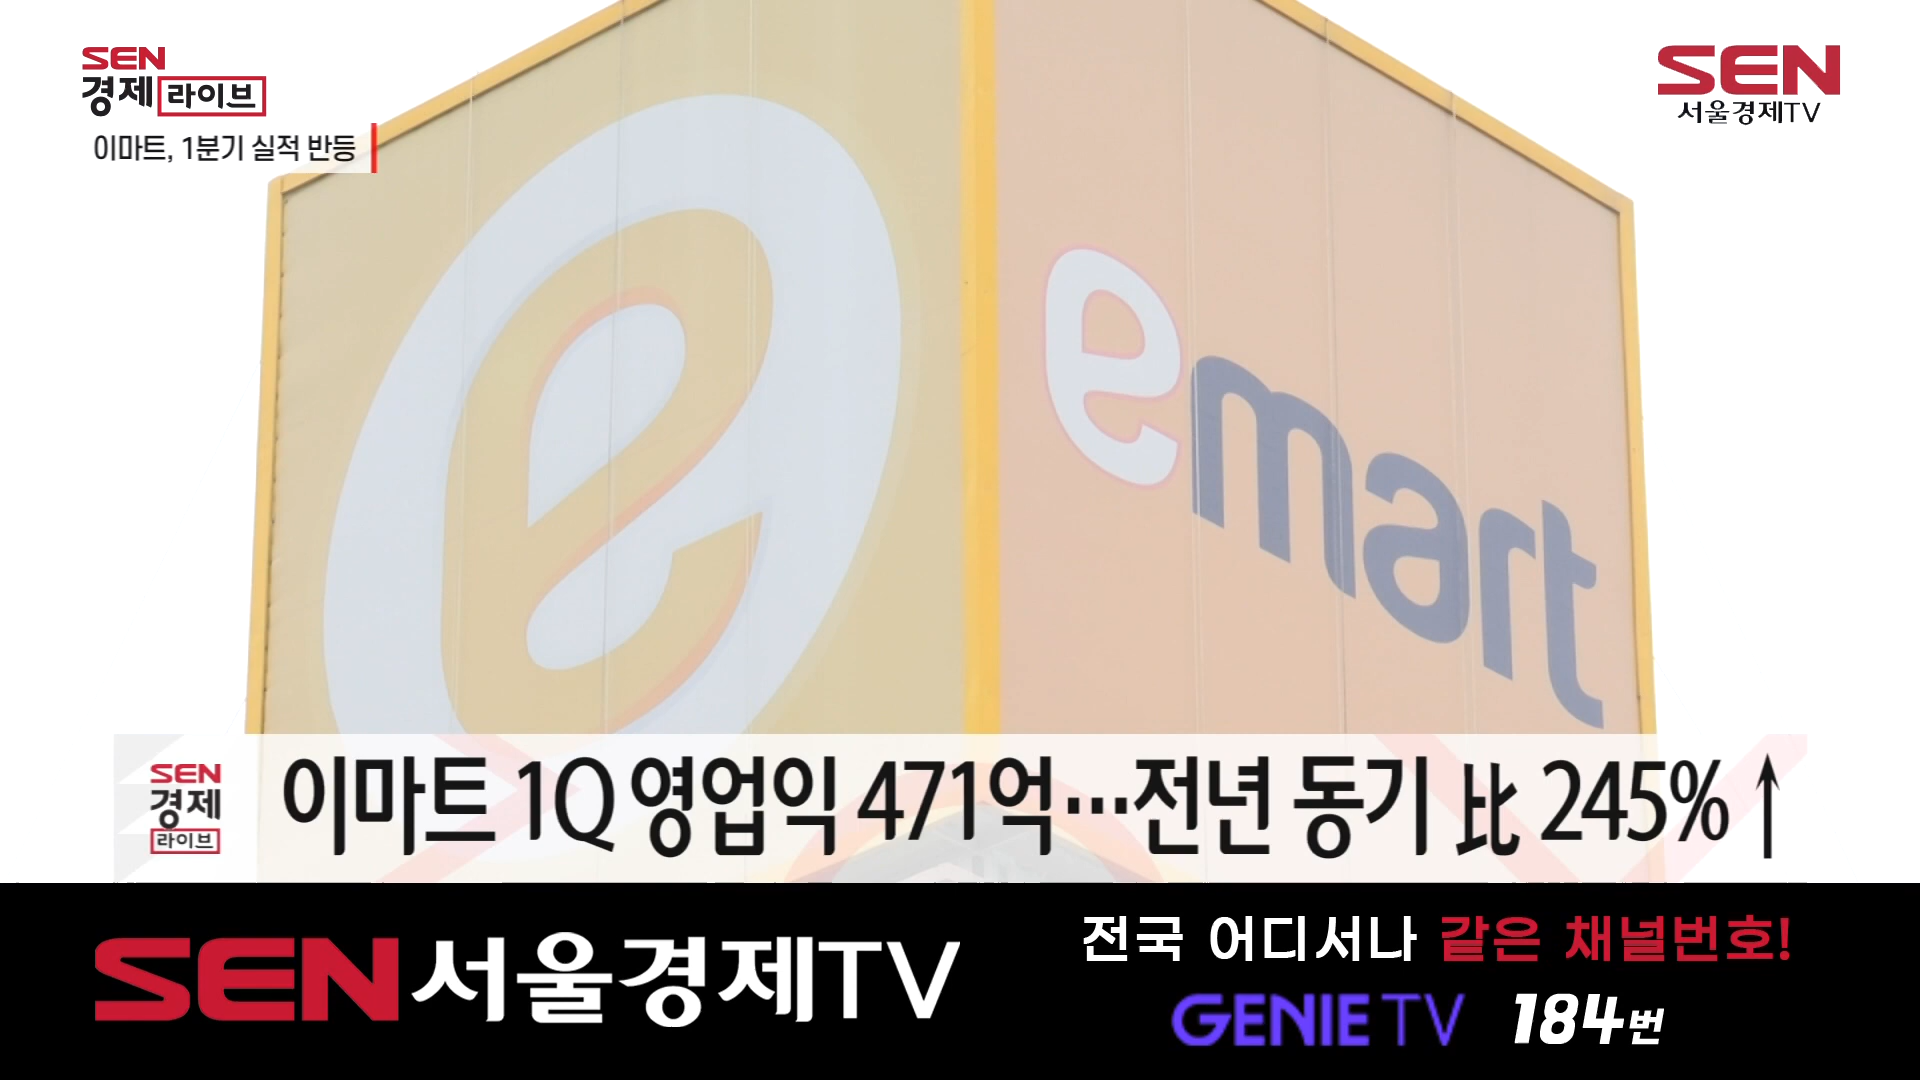 SEN
경제 라이브
이마트, 1분기 실적 반등
SEN
서울경제TV
e
emart
SEN
경제
라이브
이마트 1Q 영업익 471억…전년 동기 比 245%↑
SEN 서울경제TV
전국 어디서나 같은 채널번호!
GENIE TV 184번